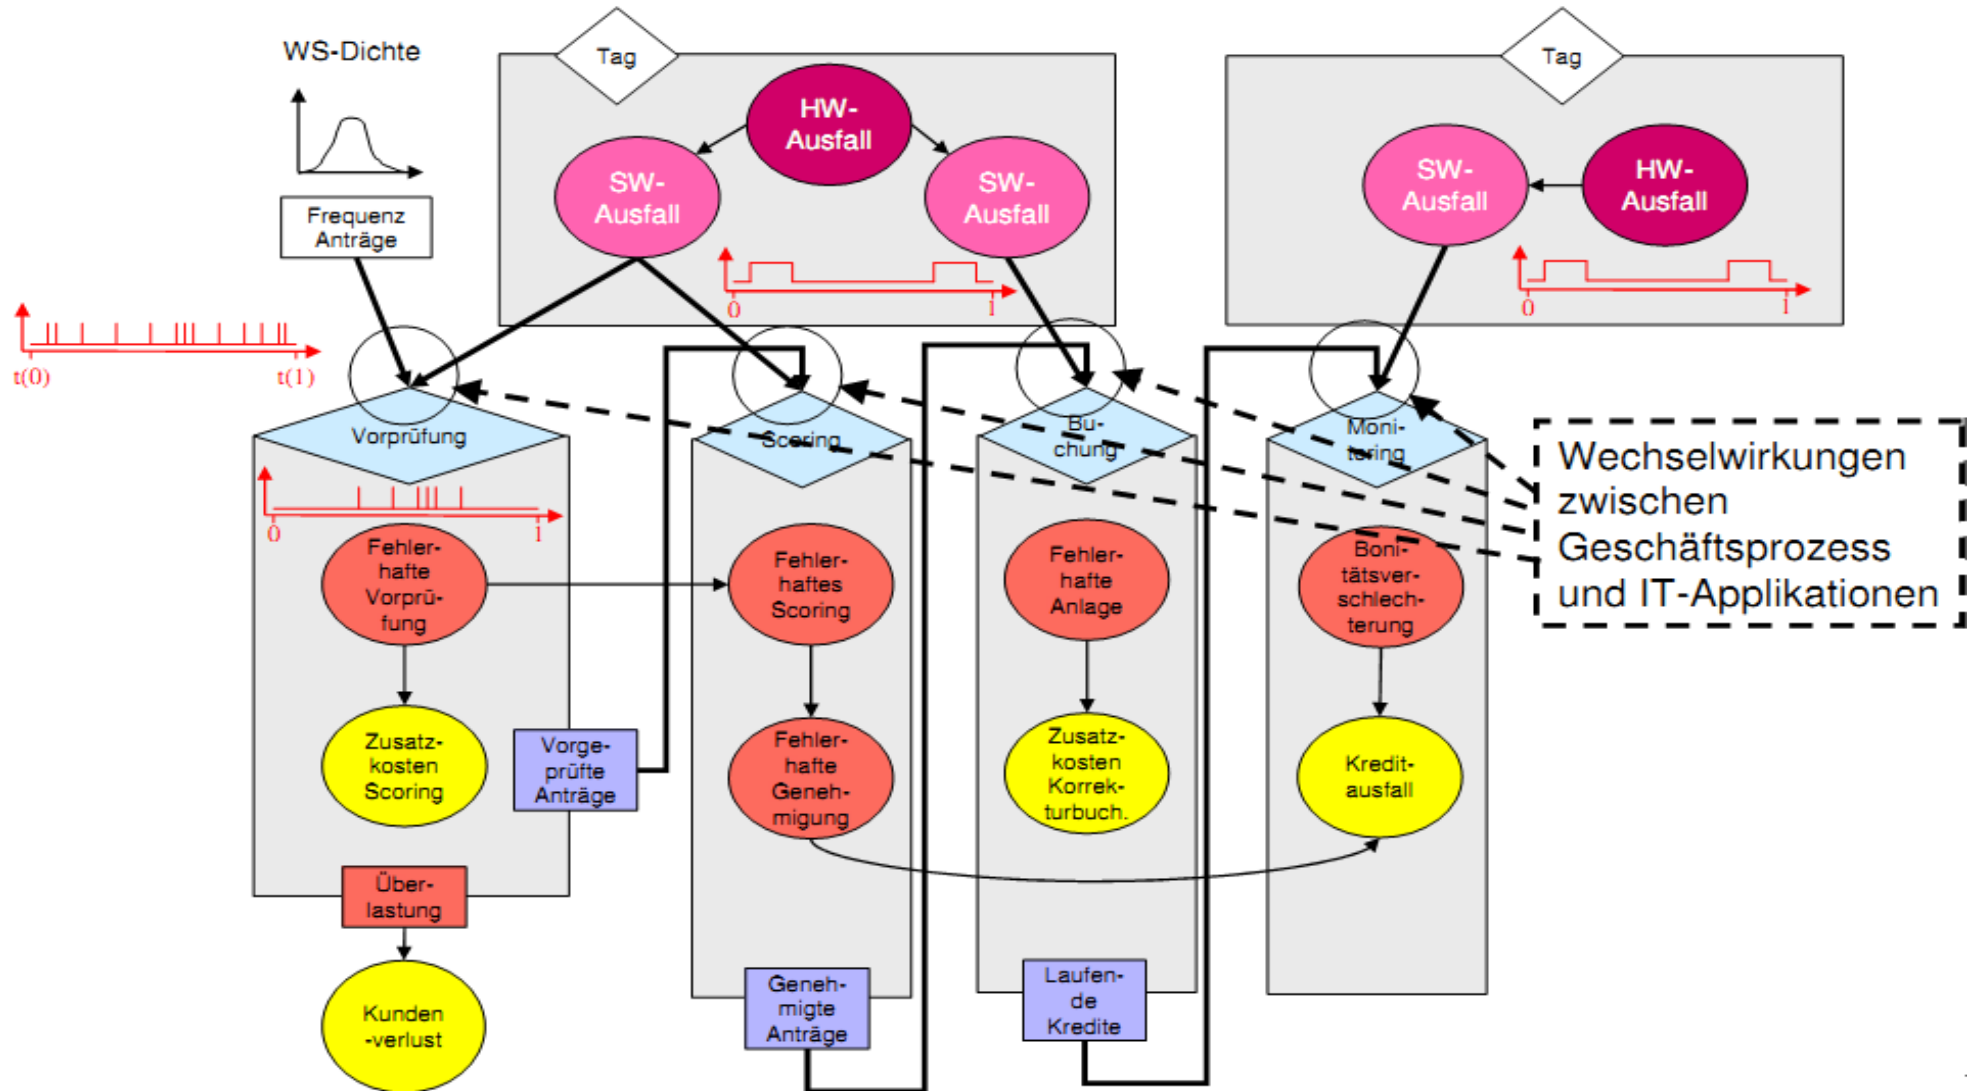 WS-Dichte
Tag
HW-
Ausfall
SW-
Ausfall
SW-
Ausfall
0
1
Tag
SW-
Ausfall
HW-
Ausfall
0
1
Frequenz
Anträge
t(0)
t(1)
Vorprüfung
Scoring
Bu-
chung
Moni-
toring
Wechselwirkungen
zwischen
Geschäftsprozess
und IT-Applikationen
0
1
Fehler-
hafte
Vorprü-
fung
Fehler-
haftes
Scoring
Fehler-
hafte
Anlage
Boni-
tätsver-
schlech-
terung
Zusatz-
kosten
Scoring
Vorge-
prüfte
Anträge
Fehler-
hafte
Geneh-
migung
Zusatz-
kosten
Korrek-
turbuch.
Kredit-
ausfall
Über-
lastung
Kunden
-verlust
Geneh-
migte
Anträge
Laufen-
de
Kredite